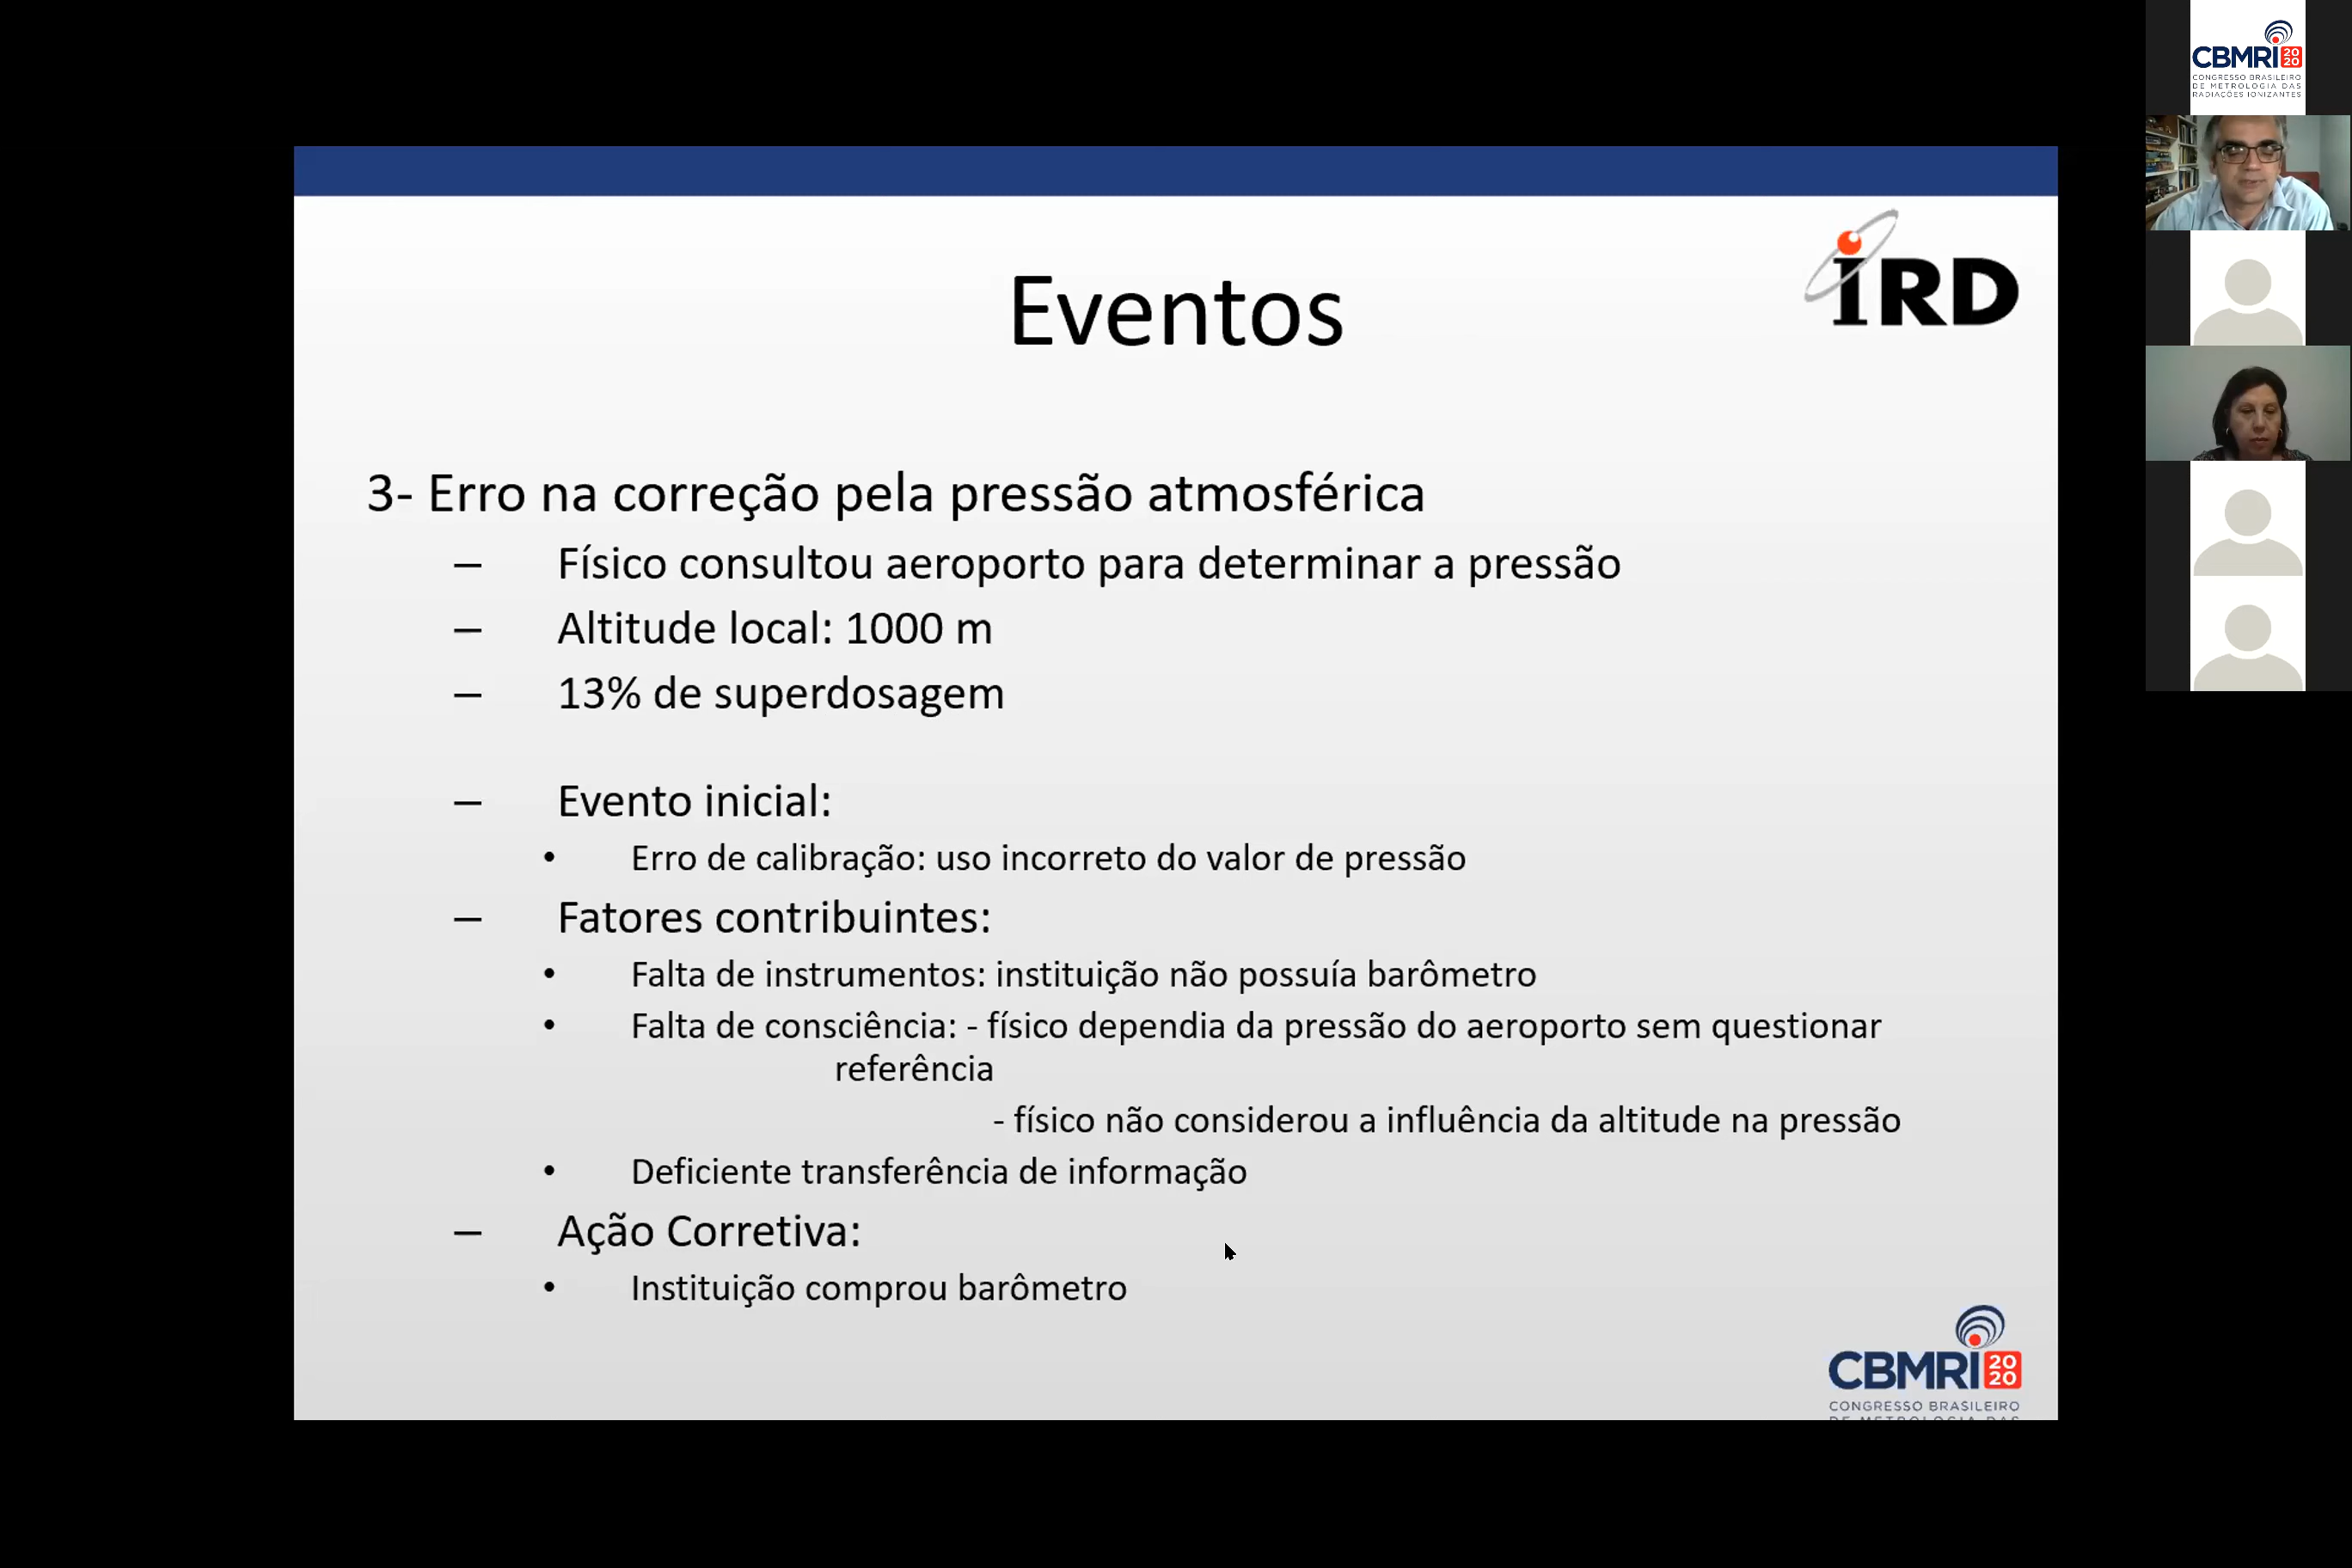 Eventos
iRD
3- Erro na correção pela pressão atmosférica
– Físico consultou aeroporto para determinar a pressão
– Altitude local: 1000 m
– 13% de superdosagem
– Evento inicial:
• Erro de calibração: uso incorreto do valor de pressão
– Fatores contribuintes:
• Falta de instrumentos: instituição não possuía barômetro
• Falta de consciência: - físico dependia da pressão do aeroporto sem questionar
referência
- físico não considerou a influência da altitude na pressão
• Deficiente transferência de informação
– Ação Corretiva:
• Instituição comprou barômetro
CBMRI 20
20
CONGRESSO BRASILEIRO
DE METROLOGIA DAS
CBMRI 20
20
CONGRESSO BRASILEIRO
DE METROLOGIA DAS
RADIAÇÕES IONIZANTES